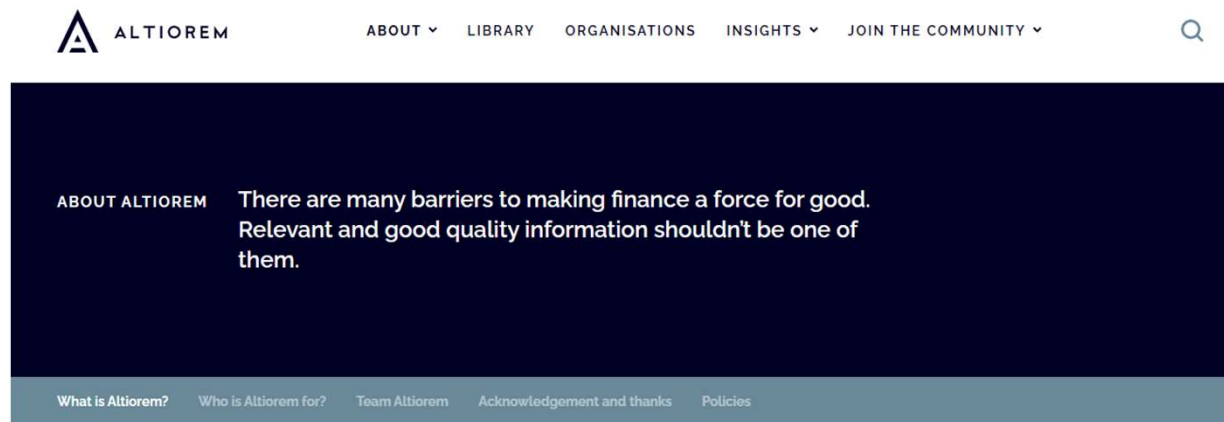 ALTIOREM
ABOUT LIBRARY ORGANISATIONS INSIGHTS JOIN THE COMMUNITY
ABOUT ALTIOREM
There are many barriers to making finance a force for good.
Relevant and good quality information shouldn't be one of
them.
What is Altiorem? Who is Altiorem for? Team Altiorem Acknowledgement and thanks Policies